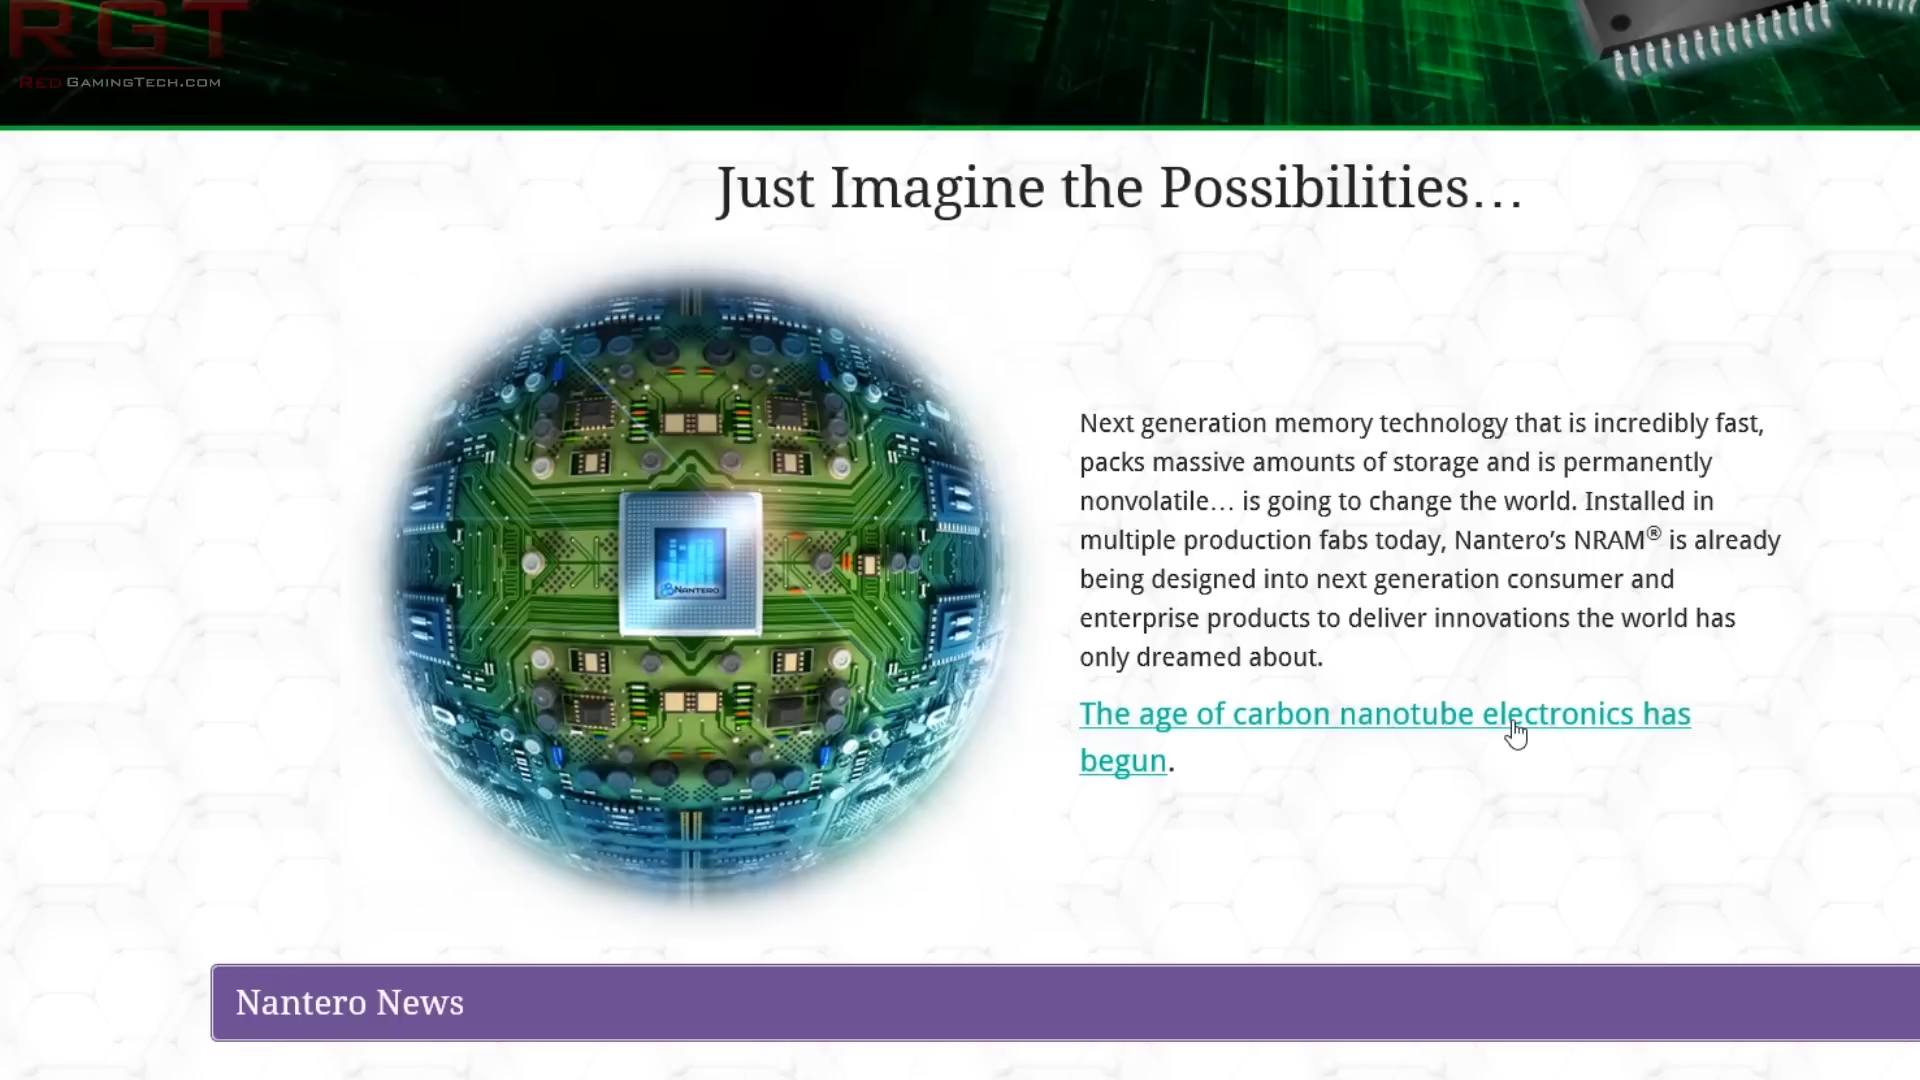 RGT
RedGamingTech.com
Just Imagine the Possibilities…
Nantero
Next generation memory technology that is incredibly fast,
packs massive amounts of storage and is permanently
nonvolatile… is going to change the world. Installed in
multiple production fabs today, Nantero’s NRAM® is already
being designed into next generation consumer and
enterprise products to deliver innovations the world has
only dreamed about.
The age of carbon nanotube electronics has
begun.
Nantero News